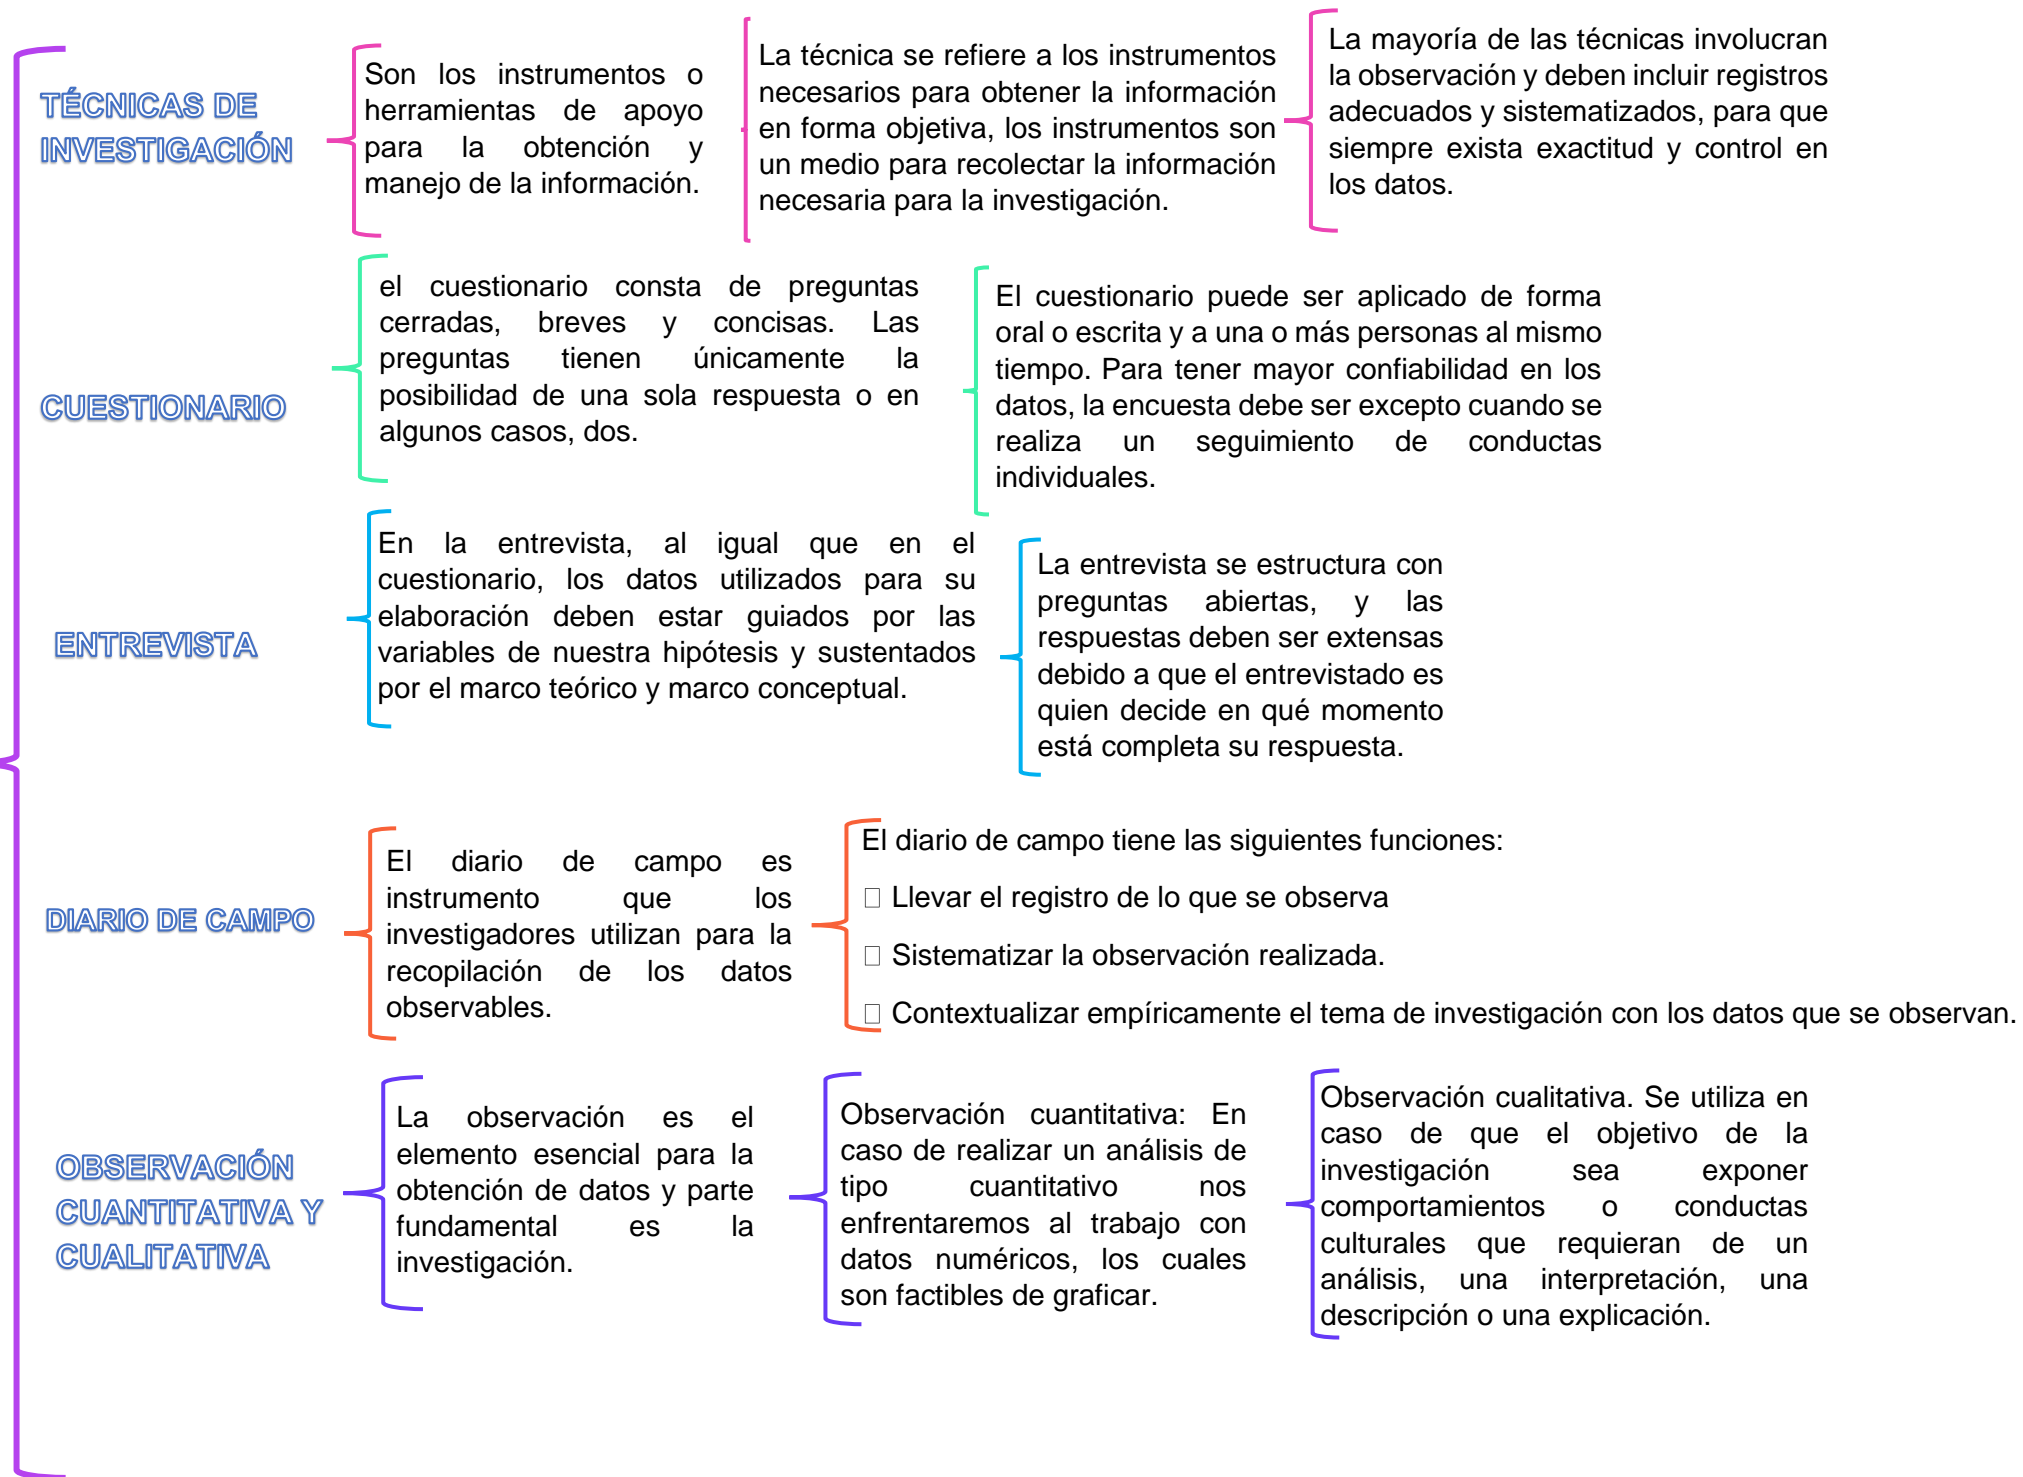 TÉCNICAS DE
INVESTIGACIÓN
Son los instrumentos o
herramientas de apoyo
para la obtención y
manejo de la información.
La técnica se refiere a los instrumentos
necesarios para obtener la información
en forma objetiva, los instrumentos son
un medio para recolectar la información
necesaria para la investigación.
La mayoría de las técnicas involucran
la observación y deben incluir registros
adecuados y sistematizados, para que
siempre exista exactitud y control en
los datos.
CUESTIONARIO
el cuestionario consta de preguntas
cerradas, breves y concisas. Las
preguntas tienen únicamente la
posibilidad de una sola respuesta o en
algunos casos, dos.
El cuestionario puede ser aplicado de forma
oral o escrita y a una o más personas al mismo
tiempo. Para tener mayor confiabilidad en los
datos, la encuesta debe ser excepto cuando se
realiza un seguimiento de conductas
individuales.
ENTREVISTA
En la entrevista, al igual que en el
cuestionario, los datos utilizados para su
elaboración deben estar guiados por las
variables de nuestra hipótesis y sustentados
por el marco teórico y marco conceptual.
La entrevista se estructura con
preguntas abiertas, y las
respuestas deben ser extensas
debido a que el entrevistado es
quien decide en qué momento
está completa su respuesta.
DIARIO DE CAMPO
El diario de campo es
instrumento que los
investigadores utilizan para la
recopilación de los datos
observables.
El diario de campo tiene las siguientes funciones:
Llevar el registro de lo que se observa
Sistematizar la observación realizada.
Contextualizar empíricamente el tema de investigación con los datos que se observan.
OBSERVACIÓN
CUANTITATIVA Y
CUALITATIVA
La observación es el
elemento esencial para la
obtención de datos y parte
fundamental es la
investigación.
Observación cuantitativa: En
caso de realizar un análisis de
tipo cuantitativo nos
enfrentaremos al trabajo con
datos numéricos, los cuales
son factibles de graficar.
Observación cualitativa. Se utiliza en
caso de que el objetivo de la
investigación sea exponer
comportamientos o conductas
culturales que requieran de un
análisis, una interpretación, una
descripción o una explicación.